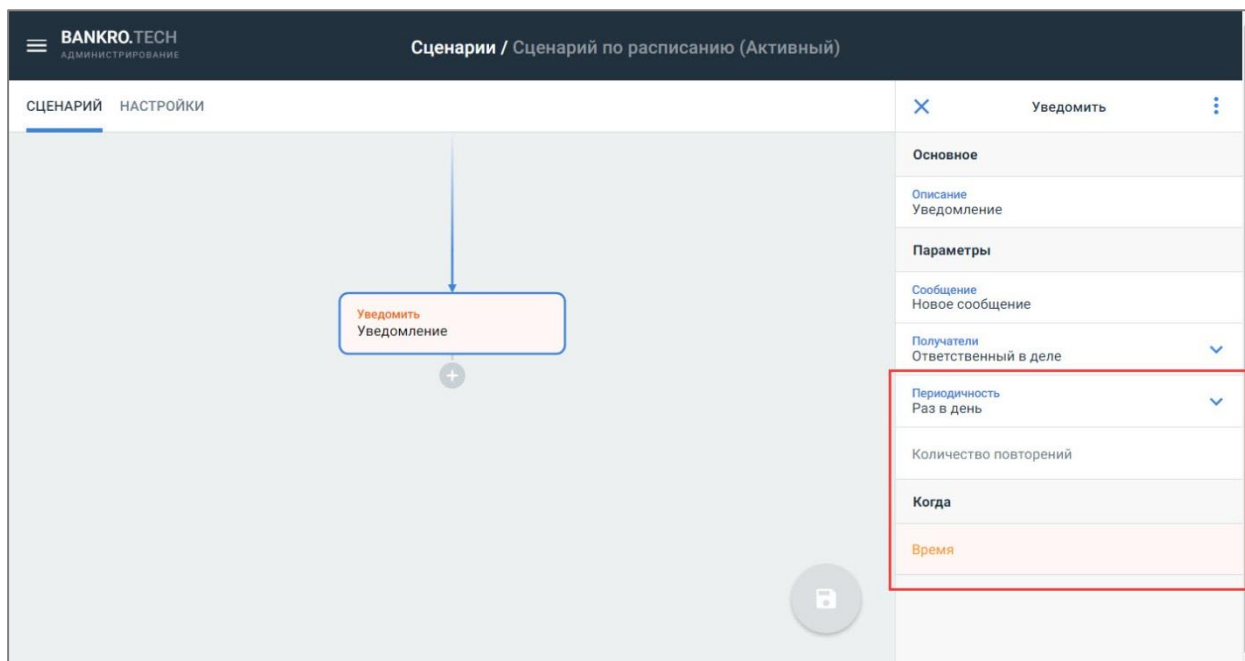 BANKRO.TECH
АДМИНИСТРИРОВАНИЕ
Сценарии / Сценарий по расписанию (Активный)
СЦЕНАРИЙ НАСТРОЙКИ
Уведомить
Основное
Описание
Уведомление
Параметры
Сообщение
Новое сообщение
Уведомить
Уведомление
Получатели
Ответственный в деле
Периодичность
Раз в день
Количество повторений
Когда
Время